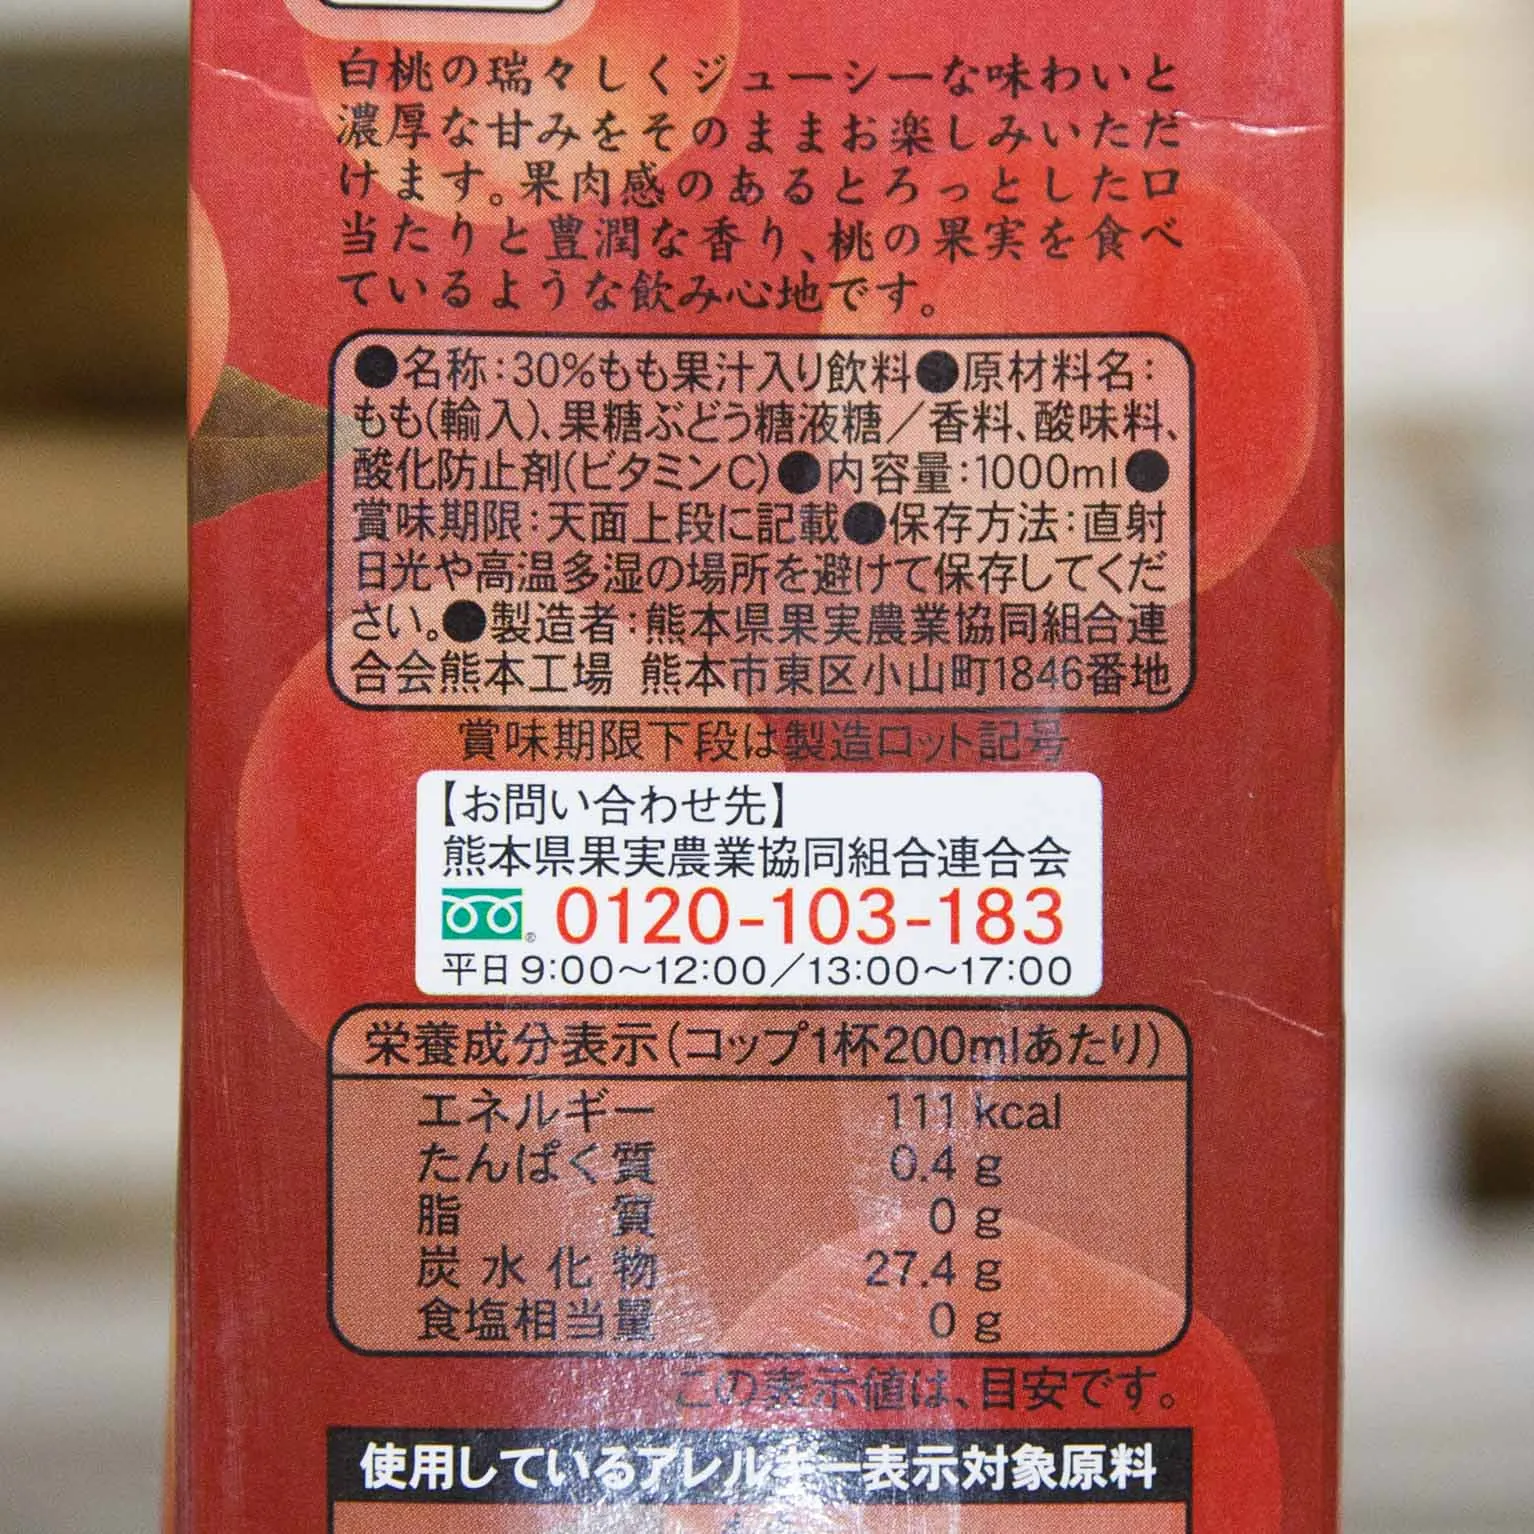 白桃の瑞々しくジューシーな味わいと
濃厚な甘みをそのままお楽しみいただ
けます。果肉感のあるとろっとした口
当たりと豊潤な香り、桃の果実を食べ
ているような飲み心地です。
●名称：30%もも果汁入り飲料●原材料名：
もも(輸入)、果糖ぶどう糖液糖／香料、酸味料、
酸化防止剤(ビタミンC)●内容量：1000ml●
賞味期限：天面上段に記載●保存方法：直射
日光や高温多湿の場所を避けて保存してくだ
さい。●製造者：熊本県果実農業協同組合連
合会熊本工場 熊本市東区小山町1846番地
賞味期限下段は製造ロット記号
【お問い合わせ先】
熊本県果実農業協同組合連合会
0120-103-183
平日9:00～12:00／13:00～17:00
栄養成分表示(コップ1杯200mlあたり)
エネルギー 111 kcal
たんぱく質 0.4 g
脂質 0 g
炭水化物 27.4 g
食塩相当量 0 g
この表示値は、目安です。
使用しているアレルギー表示対象原料